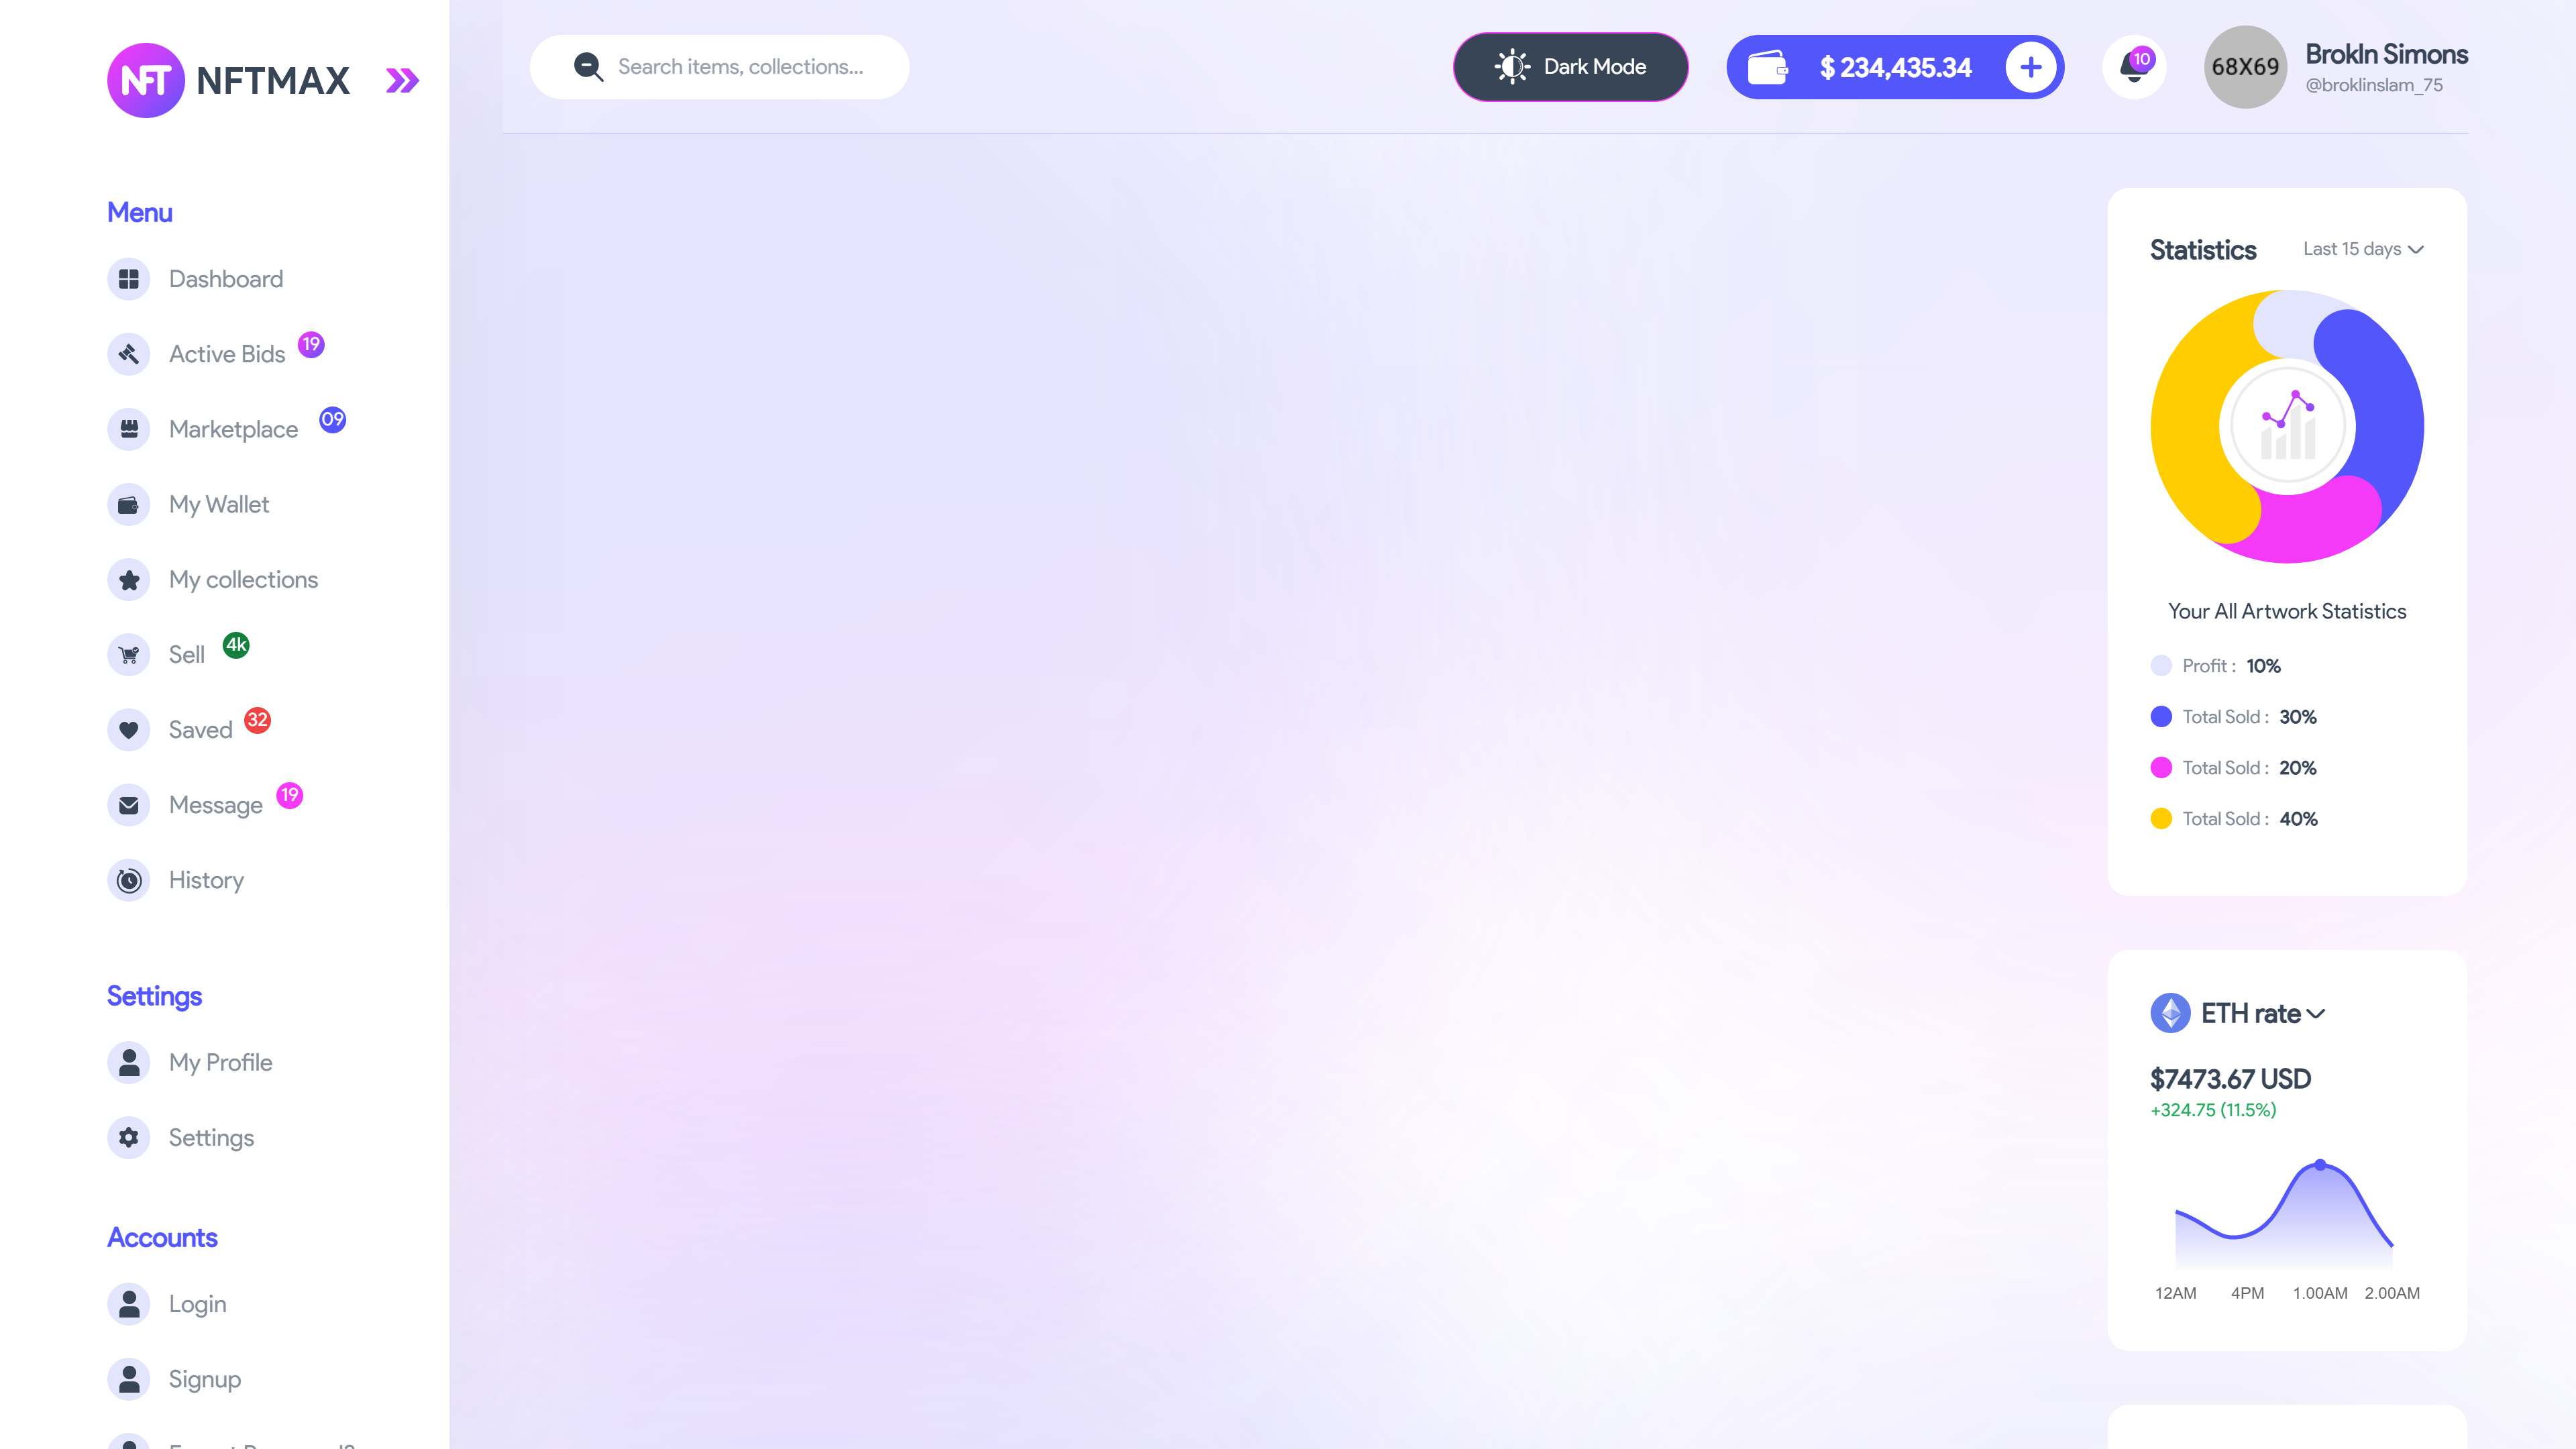 NFT NFTMAX
Search items, collections...
Dark Mode
$ 234,435.34
10
68X69
Brokln Simons
@broklinslam_75
Menu
Dashboard
Active Bids 19
Marketplace 09
My Wallet
My collections
Sell 4k
Saved 32
Message 19
History
Settings
My Profile
Settings
Accounts
Login
Signup
Statistics
Last 15 days
Your All Artwork Statistics
Profit : 10%
Total Sold : 30%
Total Sold : 20%
Total Sold : 40%
ETH rate
$7473.67 USD
+324.75 (11.5%)
12AM 4PM 1.00AM 2.00AM